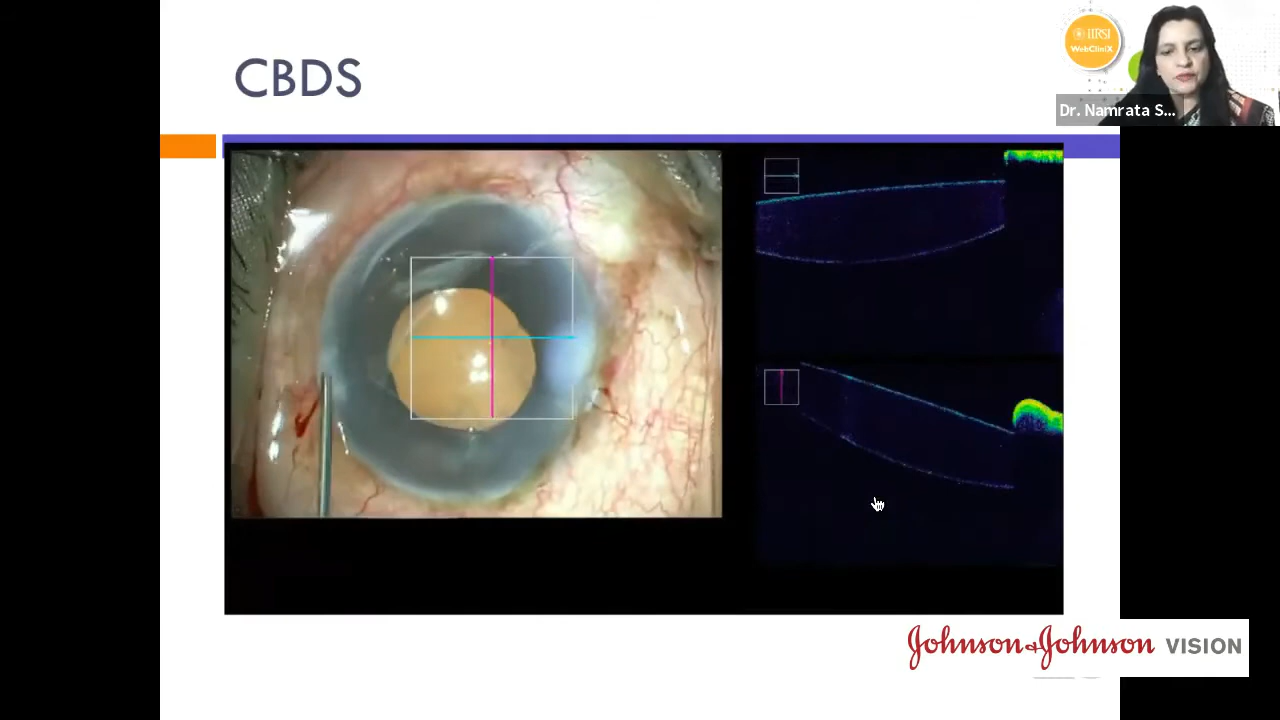 CBDS
IIRSI
WebCliniX
Dr. Namrata S...
Johnson & Johnson VISION